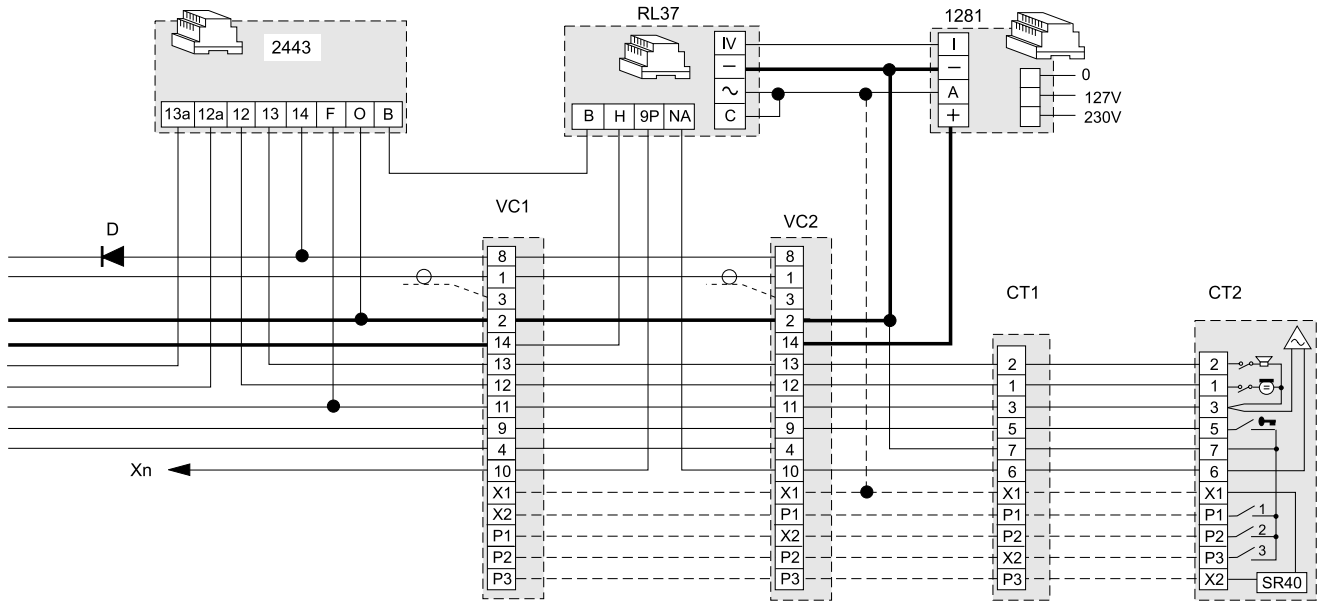 2443
13a 12a 12 13 14 F O B
RL37
B H 9P NA
IV
−
~
C
1281
I
−
A
+
0
127V
230V
D
Xn
VC1
8
1
3
2
14
13
12
11
9
4
10
X1
X2
P1
P2
P3
VC2
8
1
3
2
14
13
12
11
9
4
10
X1
P1
X2
P2
P3
CT1
2
1
3
5
7
6
X1
P1
P2
X2
P3
CT2
2
1
3
5
7
6
X1
P1 1
P2 2
P3 3
X2
SR40